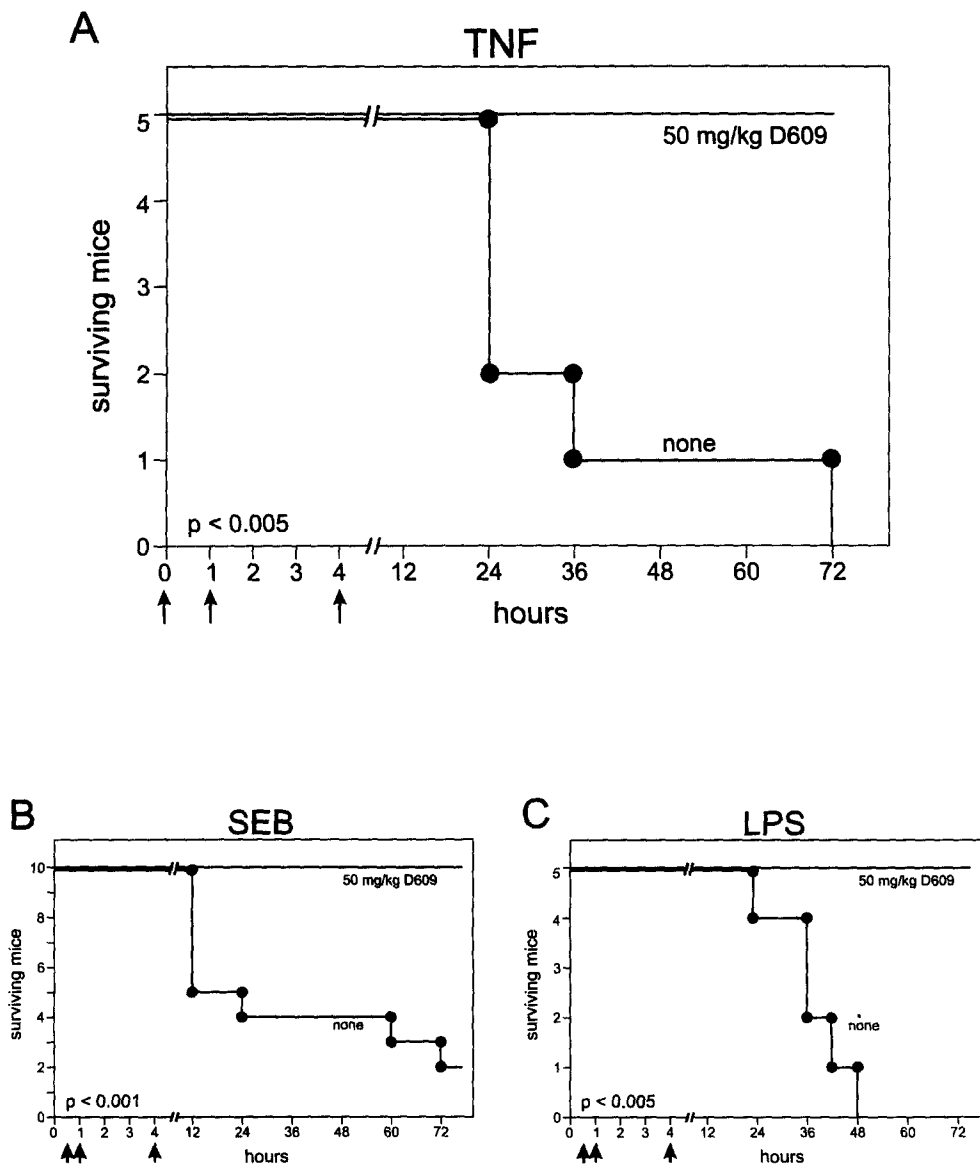 A
TNF
5
50 mg/kg D609
4
3
surviving mice
2
none
1
p < 0.005
0
0 1 2 3 4 12 24 36 48 60 72
hours
B
SEB
10
50 mg/kg D609
8
6
surviving mice
4
none
2
p < 0.001
0
0 1 2 3 4 12 24 36 48 60 72
hours
C
LPS
5
50 mg/kg D609
4
3
surviving mice
2
none
1
p < 0.005
0
0 1 2 3 4 12 24 36 48 60 72
hours